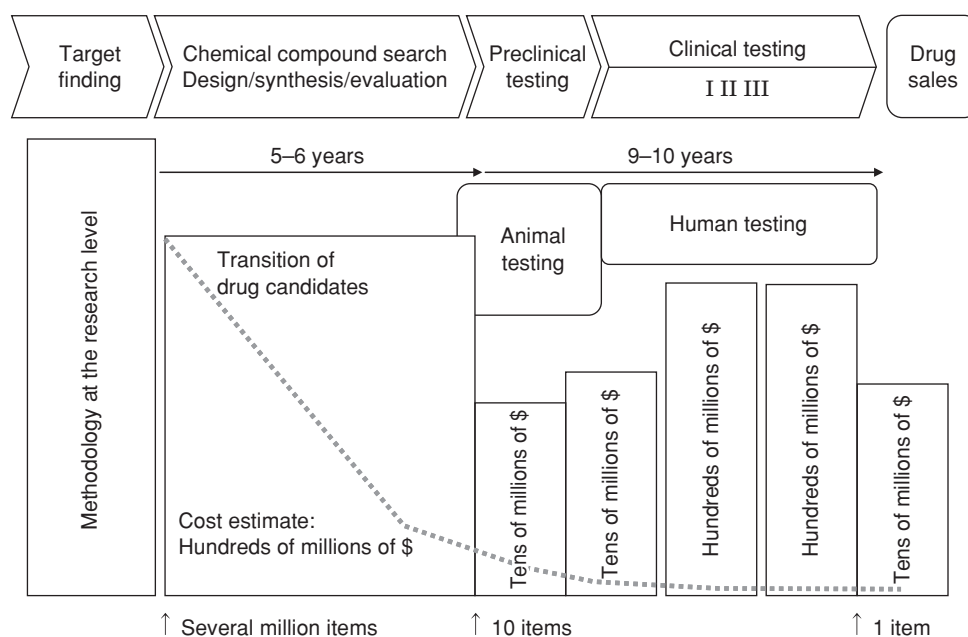 Target
finding
Chemical compound search
Design/synthesis/evaluation
Preclinical
testing
Clinical testing
I II III
Drug
sales
5–6 years
9–10 years
Methodology at the research level
Transition of
drug candidates
Animal
testing
Human testing
Cost estimate:
Hundreds of millions of $
Tens of millions of $
Tens of millions of $
Hundreds of millions of $
Hundreds of millions of $
Tens of millions of $
↑ Several million items
↑ 10 items
↑ 1 item